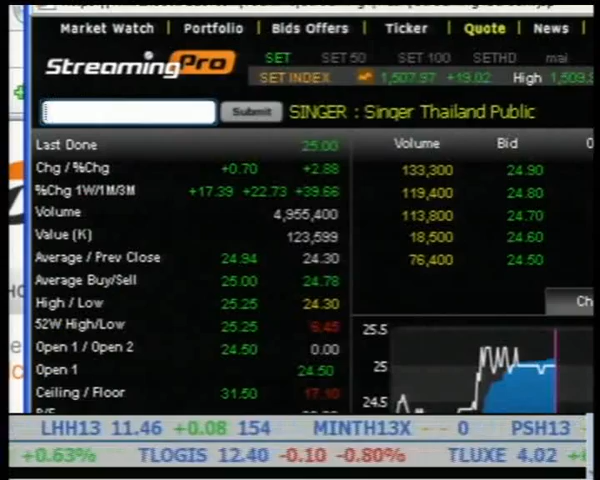 Market Watch | Portfolio | Bids Offers | Ticker | Quote | News |
StreamingPro
SET SET 50 SET 100 SETHD mai
SET INDEX 1,507.97 +19.02 High 1,509.
Submit SINGER : Singer Thailand Public
Last Done 25.00 Volume Bid
Chg / %Chg +0.70 +2.88 133,300 24.90
%Chg 1W/1M/3M +17.39 +22.73 +39.66 119,400 24.80
Volume 4,955,400 113,800 24.70
Value (K) 123,599 18,500 24.60
Average / Prev Close 24.94 24.30 76,400 24.50
Average Buy/Sell 25.00 24.78
High / Low 25.25 24.30 Ch
52W High/Low 25.25 6.45
Open 1 / Open 2 24.50 0.00
Open 1 24.50
Ceiling / Floor 31.50 17.10
25.5
25
24.5
LHH13 11.46 +0.08 154 MINTH13X - - 0 PSH13
+0.63% TLOGIS 12.40 -0.10 -0.80% TLUXE 4.02 +